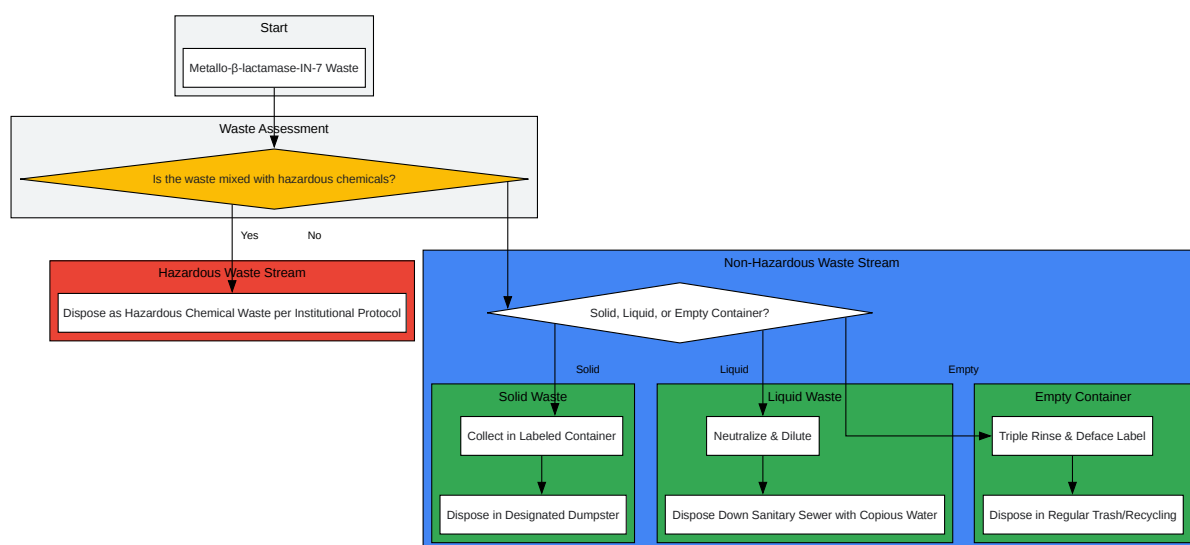 Start
Metallo-β-lactamase-IN-7 Waste
Waste Assessment
Is the waste mixed with hazardous chemicals?
Yes
No
Hazardous Waste Stream
Dispose as Hazardous Chemical Waste per Institutional Protocol
Non-Hazardous Waste Stream
Solid, Liquid, or Empty Container?
Solid
Liquid
Empty
Solid Waste
Liquid Waste
Empty Container
Collect in Labeled Container
Neutralize & Dilute
Triple Rinse & Deface Label
Dispose in Designated Dumpster
Dispose Down Sanitary Sewer with Copious Water
Dispose in Regular Trash/Recycling